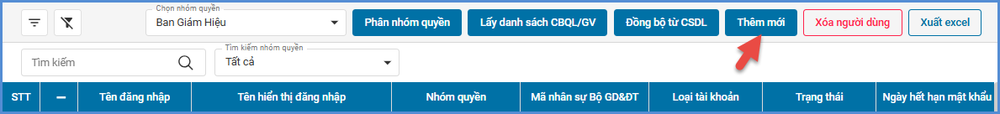 Chọn nhóm quyền
Ban Giám Hiệu
Phân nhóm quyền
Lấy danh sách CBQL/GV
Đồng bộ từ CSDL
Thêm mới
Xóa người dùng
Xuất excel
Tìm kiếm
Tìm kiếm nhóm quyền
Tất cả
STT
Tên đăng nhập
Tên hiển thị đăng nhập
Nhóm quyền
Mã nhân sự Bộ GD&ĐT
Loại tài khoản
Trạng thái
Ngày hết hạn mật khẩu